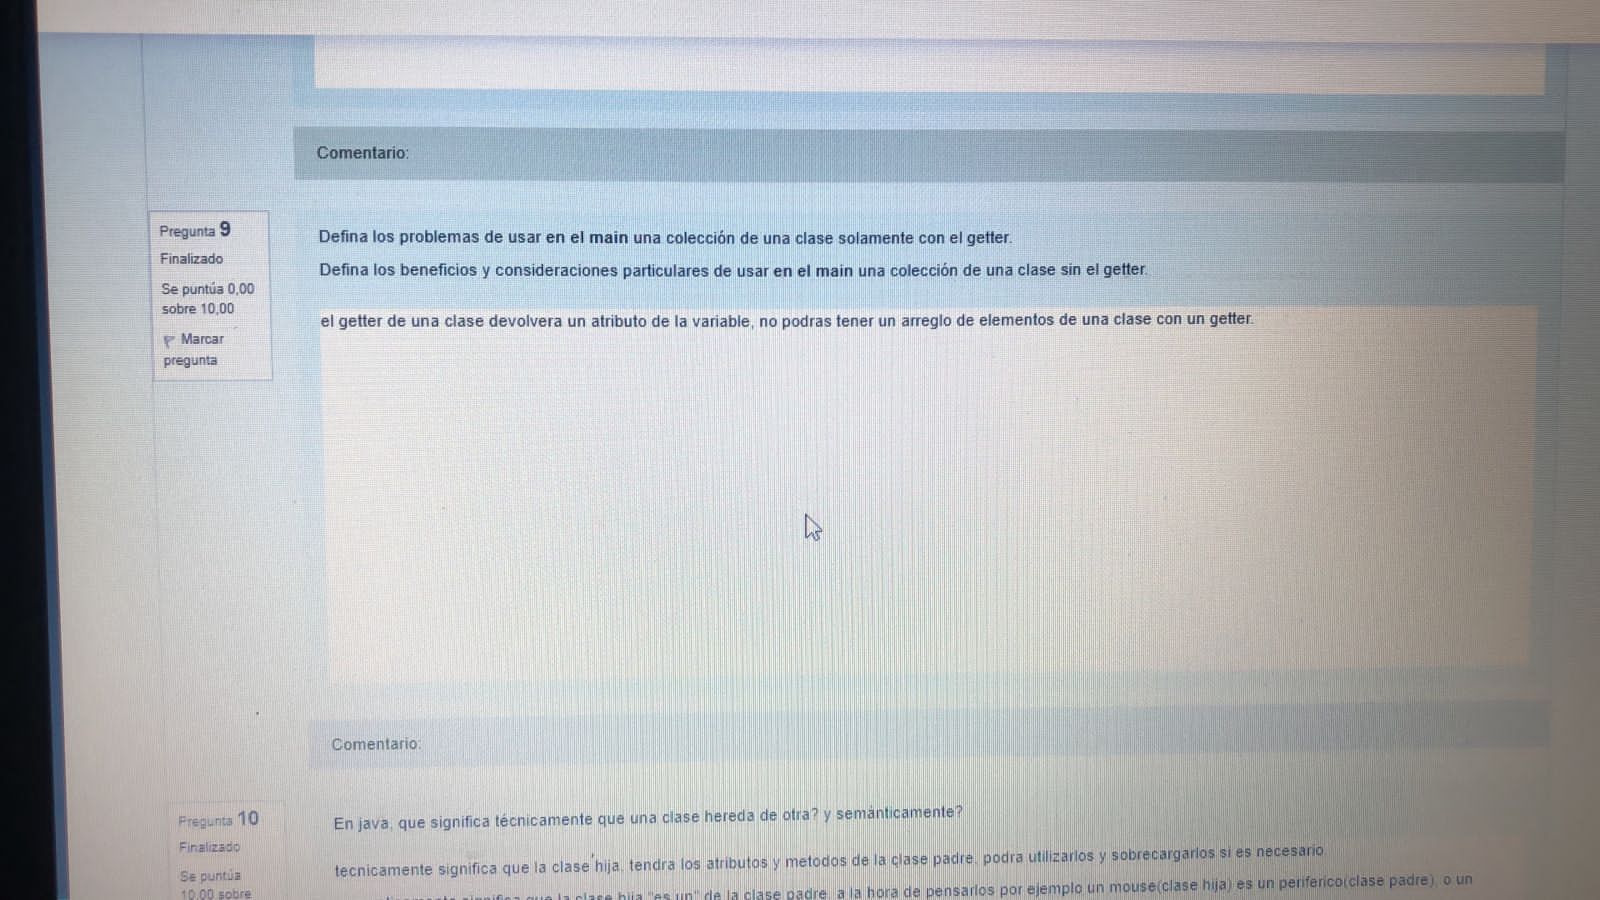 Comentario:
Pregunta 9
Finalizado
Se puntúa 0,00
sobre 10,00
Marcar
pregunta
Defina los problemas de usar en el main una colección de una clase solamente con el getter.
Defina los beneficios y consideraciones particulares de usar en el main una colección de una clase sin el getter.
el getter de una clase devolvera un atributo de la variable, no podras tener un arreglo de elementos de una clase con un getter.
Comentario:
Pregunta 10
Finalizado
Se puntúa
10,00 sobre
En java, que significa técnicamente que una clase hereda de otra? y semánticamente?
tecnicamente significa que la clase hija, tendra los atributos y metodos de la clase padre, podra utilizarlos y sobrecargarlos si es necesario.
significa que la clase hija "es un" de la clase padre, a la hora de pensarlos por ejemplo un mouse(clase hija) es un periferico(clase padre), o un